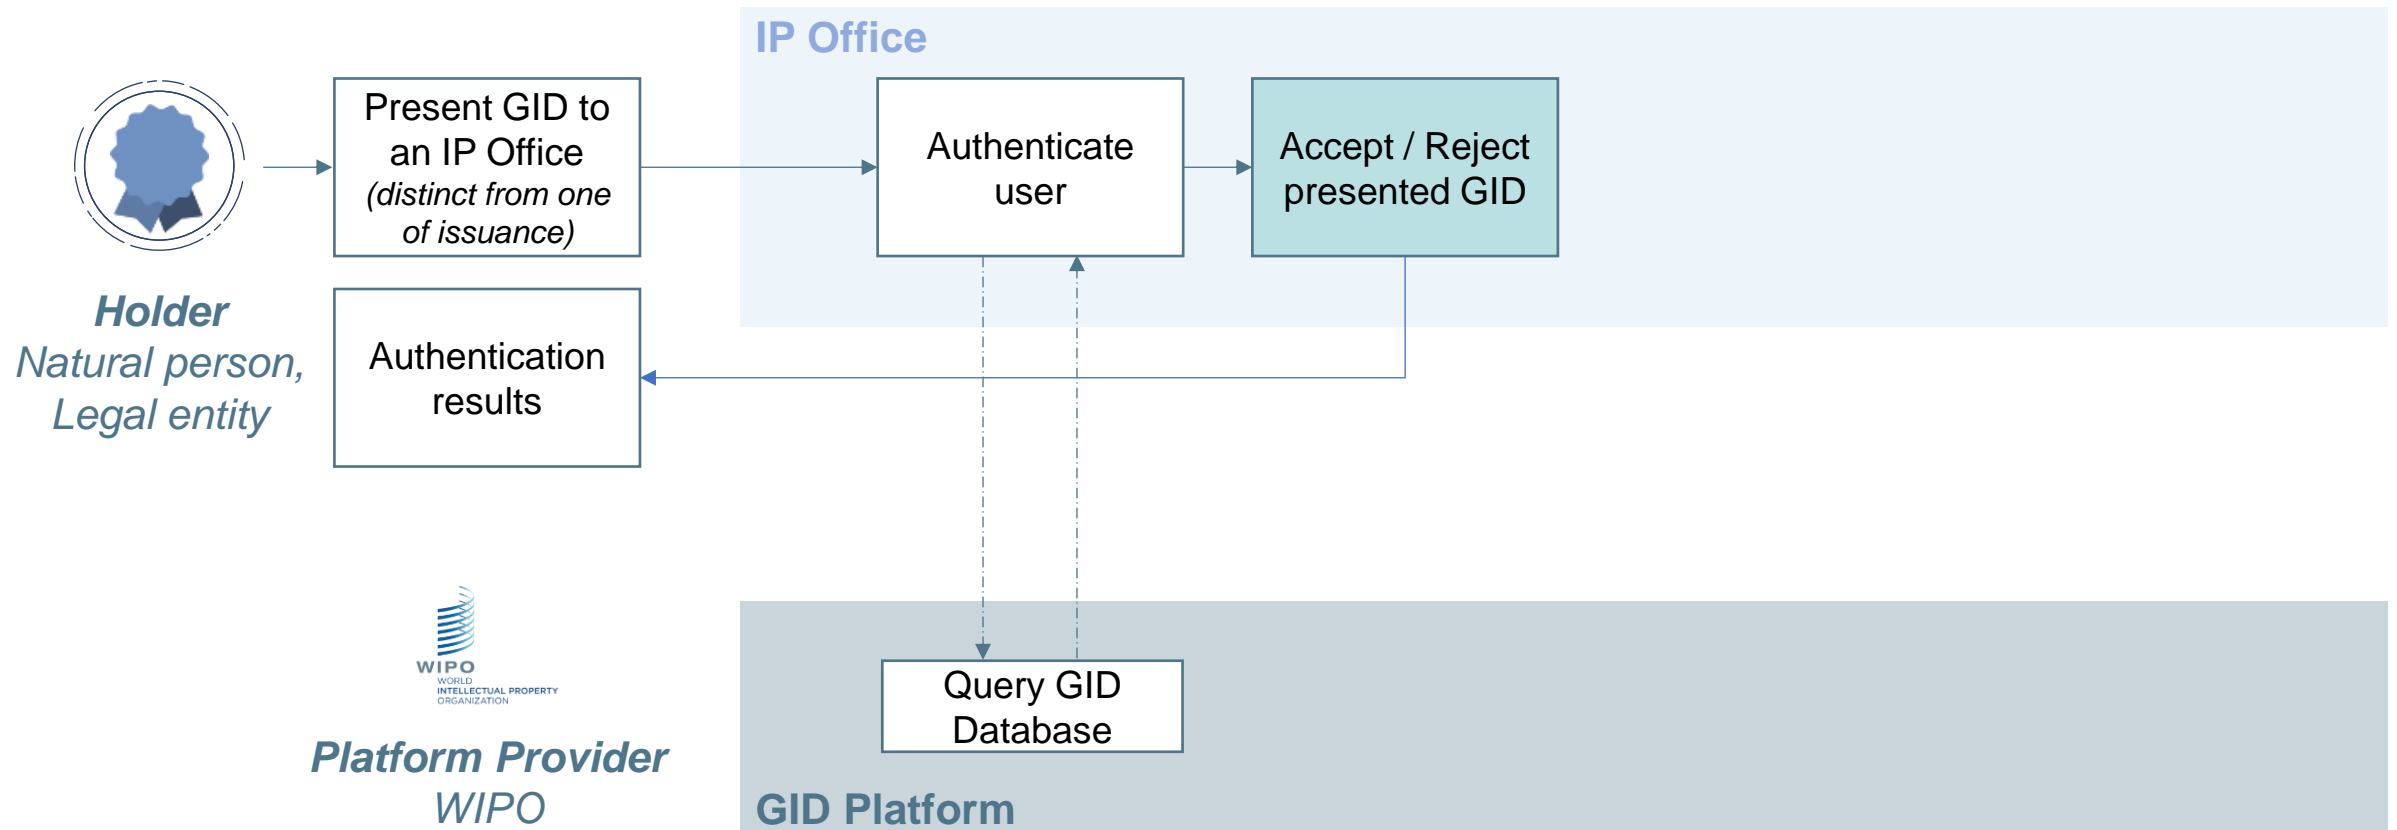 IP Office
Present GID to
an IP Office
(distinct from one
of issuance)
Authenticate
user
Accept / Reject
presented GID
Holder
Natural person,
Legal entity
Authentication
results
WIPO
WORLD
INTELLECTUAL PROPERTY
ORGANIZATION
Platform Provider
WIPO
Query GID
Database
GID Platform